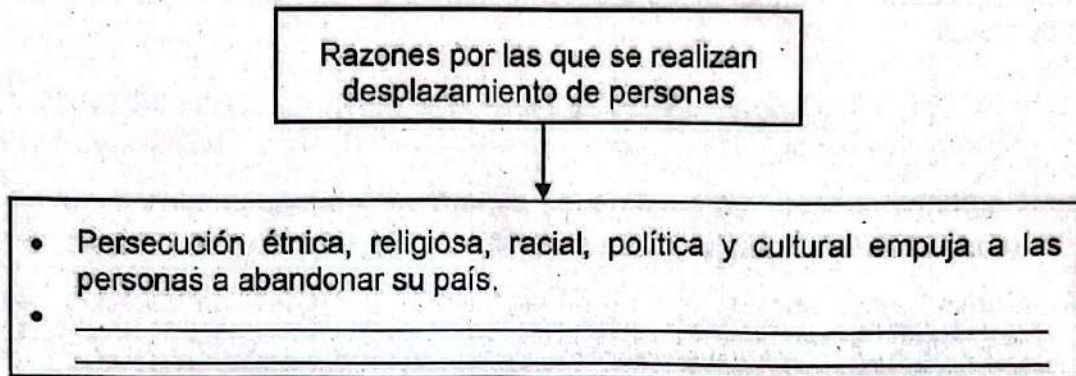 Razones por las que se realizan
desplazamiento de personas
• Persecución étnica, religiosa, racial, política y cultural empuja a las
personas a abandonar su país.
•